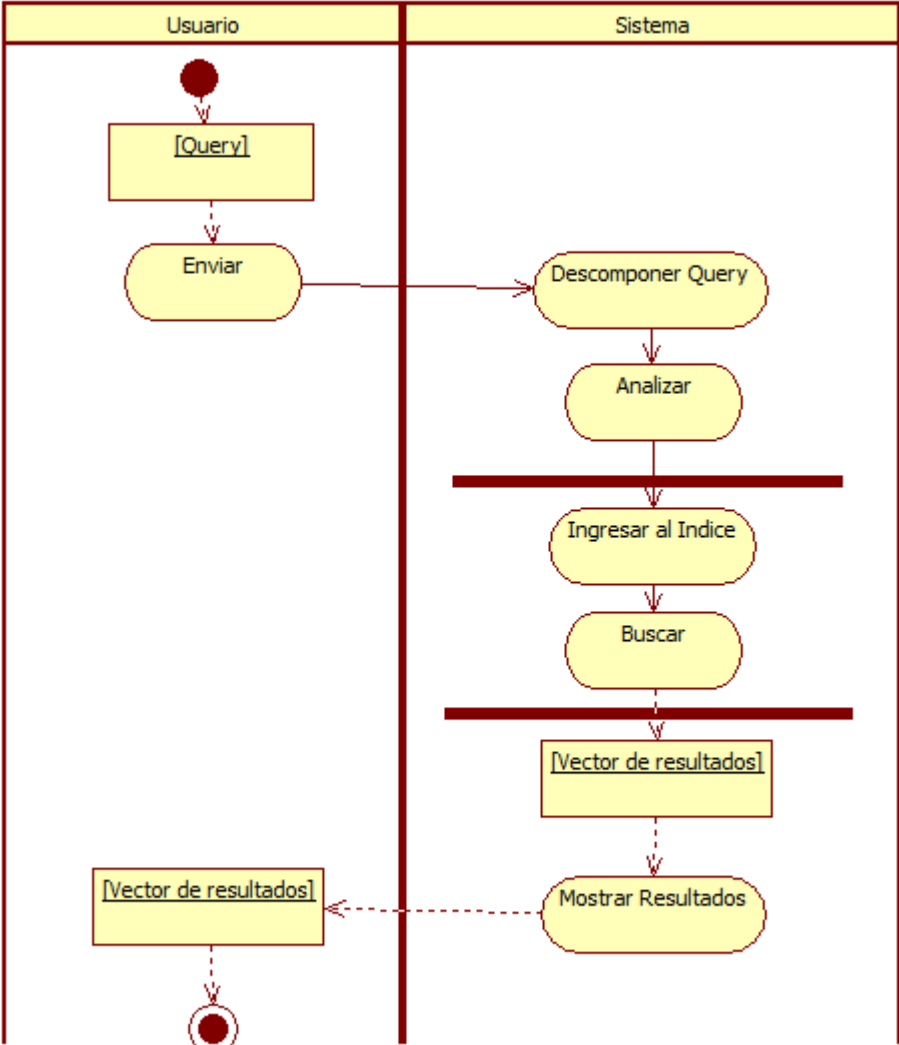 Usuario
Sistema
[Query]
Enviar
Descomponer Query
Analizar
Ingresar al Indice
Buscar
[Vector de resultados]
Mostrar Resultados
[Vector de resultados]